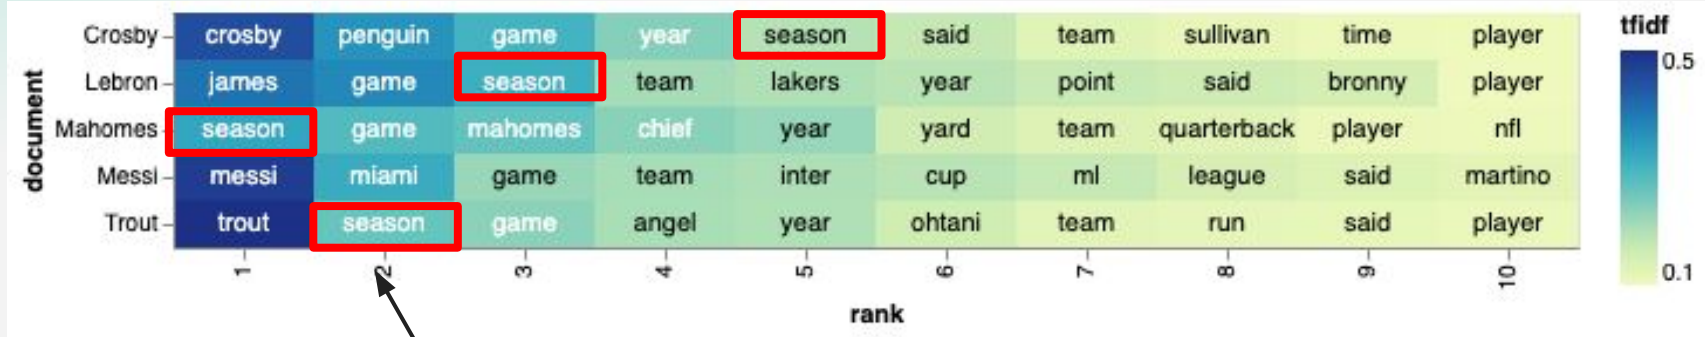 tfidf
Crosby crosby penguin game year season said team sullivan time player
0.5
Lebron james game season team lakers year point said bronny player
Mahomes season game mahomes chief year yard team quarterback player nfl
Messi messi miami game team inter cup ml league said martino
Trout trout season game angel year ohtani team run said player
document
0.1
1 2 3 4 5 6 7 8 9 10
rank